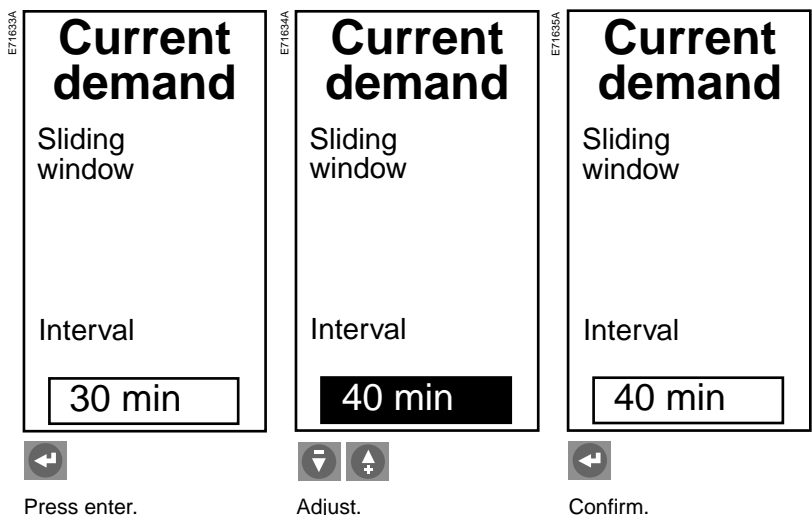 E71633A
Current
demand
Sliding
window
Interval
30 min
Press enter.
E71634A
Current
demand
Sliding
window
Interval
40 min
Adjust.
E71635A
Current
demand
Sliding
window
Interval
40 min
Confirm.